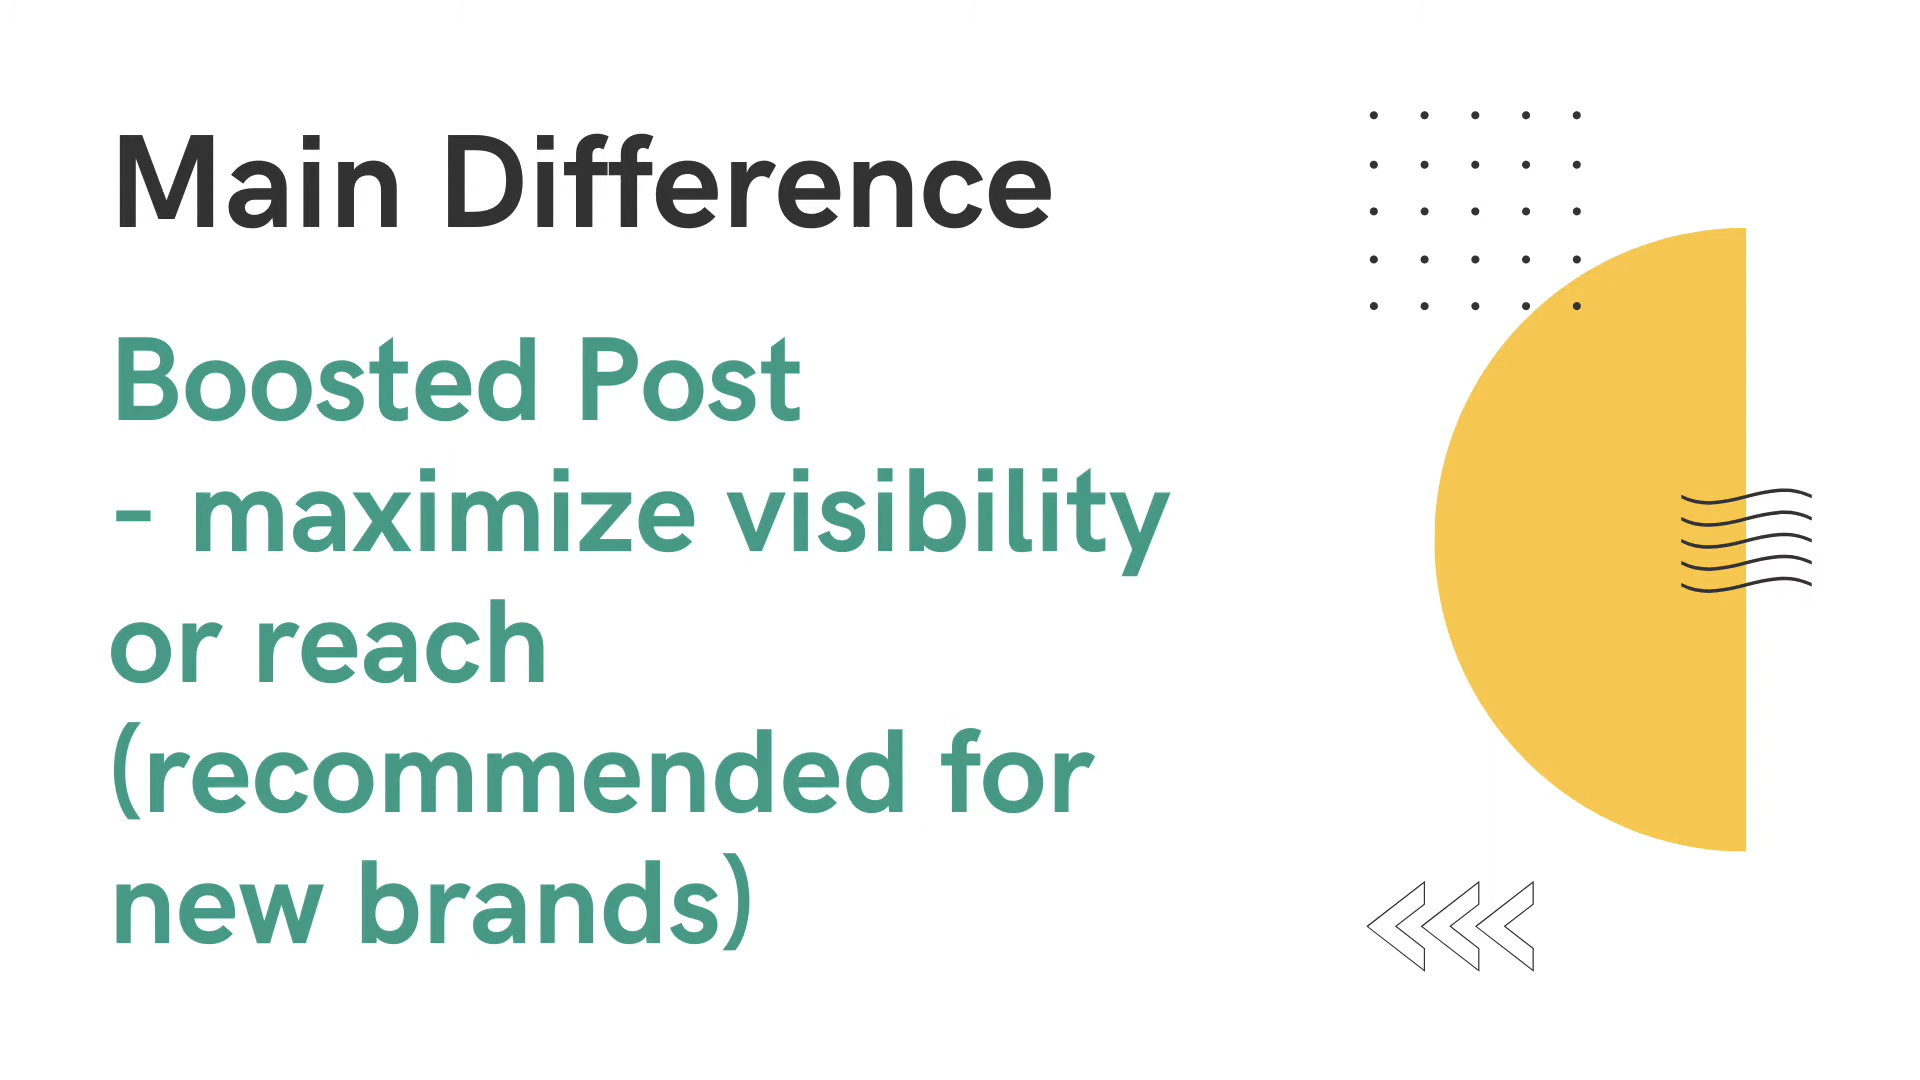 Main Difference
Boosted Post
- maximize visibility
or reach
(recommended for
new brands)